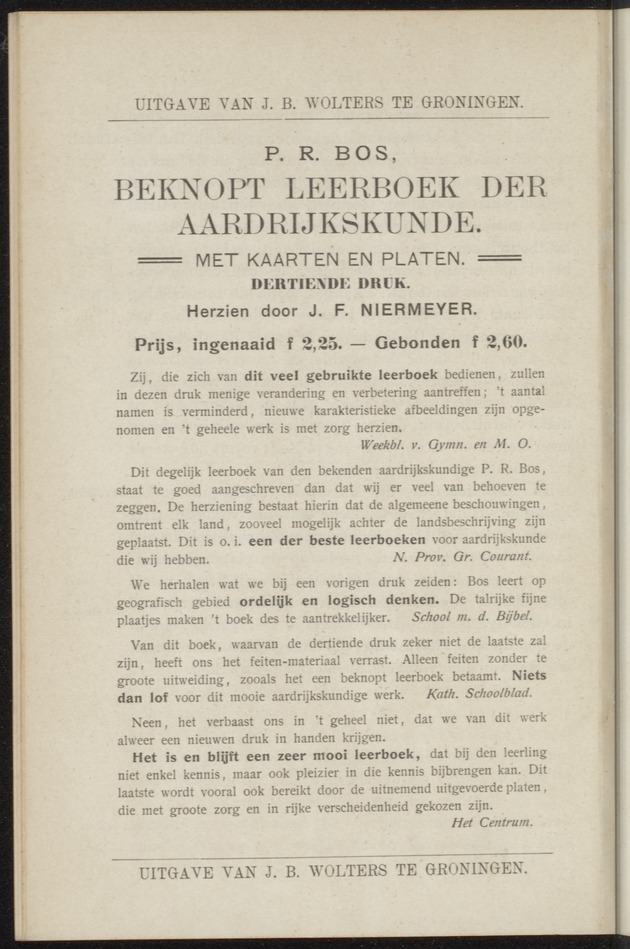 UITGAVE VAN J. B. WOLTERS TE GRONINGEN.
P. R. BOS,
BEKNOPT LEERBOEK DER
AARDRIJKSKUNDE.
MET KAARTEN EN PLATEN.
DERTIENDE DRUK.
Herzien door J. F. NIERMEYER.
Prijs, ingenaaid f 2,25. — Gebonden f 2,60.
Zij, die zich van dit veel gebruikte leerboek bedienen, zullen
in dezen druk menige verandering en verbetering aantreffen; 't aantal
namen is verminderd, nieuwe karakteristieke afbeeldingen zijn opge-
nomen en 't geheele werk is met zorg herzien.
Weekbl. v. Gymn. en M. O.
Dit degelijk leerboek van den bekenden aardrijkskundige P. R. Bos,
staat te goed aangeschreven dan dat wij er veel van behoeven te
zeggen. De herziening bestaat hierin dat de algemeene beschouwingen,
omtrent elk land, zooveel mogelijk achter de landsbeschrijving zijn
geplaatst. Dit is o. i. een der beste leerboeken voor aardrijkskunde
die wij hebben. N. Prov. Gr. Courant.
We herhalen wat we bij een vorigen druk zeiden: Bos leert op
geografisch gebied ordelijk en logisch denken. De talrijke fijne
plaatjes maken 't boek des te aantrekkelijker. School m. d. Bijbel.
Van dit boek, waarvan de dertiende druk zeker niet de laatste zal
zijn, heeft ons het feiten-materiaal verrast. Alleen feiten zonder te
groote uitweiding, zooals het een beknopt leerboek betaamt. Niets
dan lof voor dit mooie aardrijkskundige werk. Kath. Schoolblad.
Neen, het verbaast ons in 't geheel niet, dat we van dit werk
alweer een nieuwen druk in handen krijgen.
Het is en blijft een zeer mooi leerboek, dat bij den leerling
niet enkel kennis, maar ook pleizier in die kennis bijbrengen kan. Dit
laatste wordt vooral ook bereikt door de uitnemend uitgevoerde platen,
die met groote zorg en in rijke verscheidenheid gekozen zijn.
Het Centrum.
UITGAVE VAN J. B. WOLTERS TE GRONINGEN.